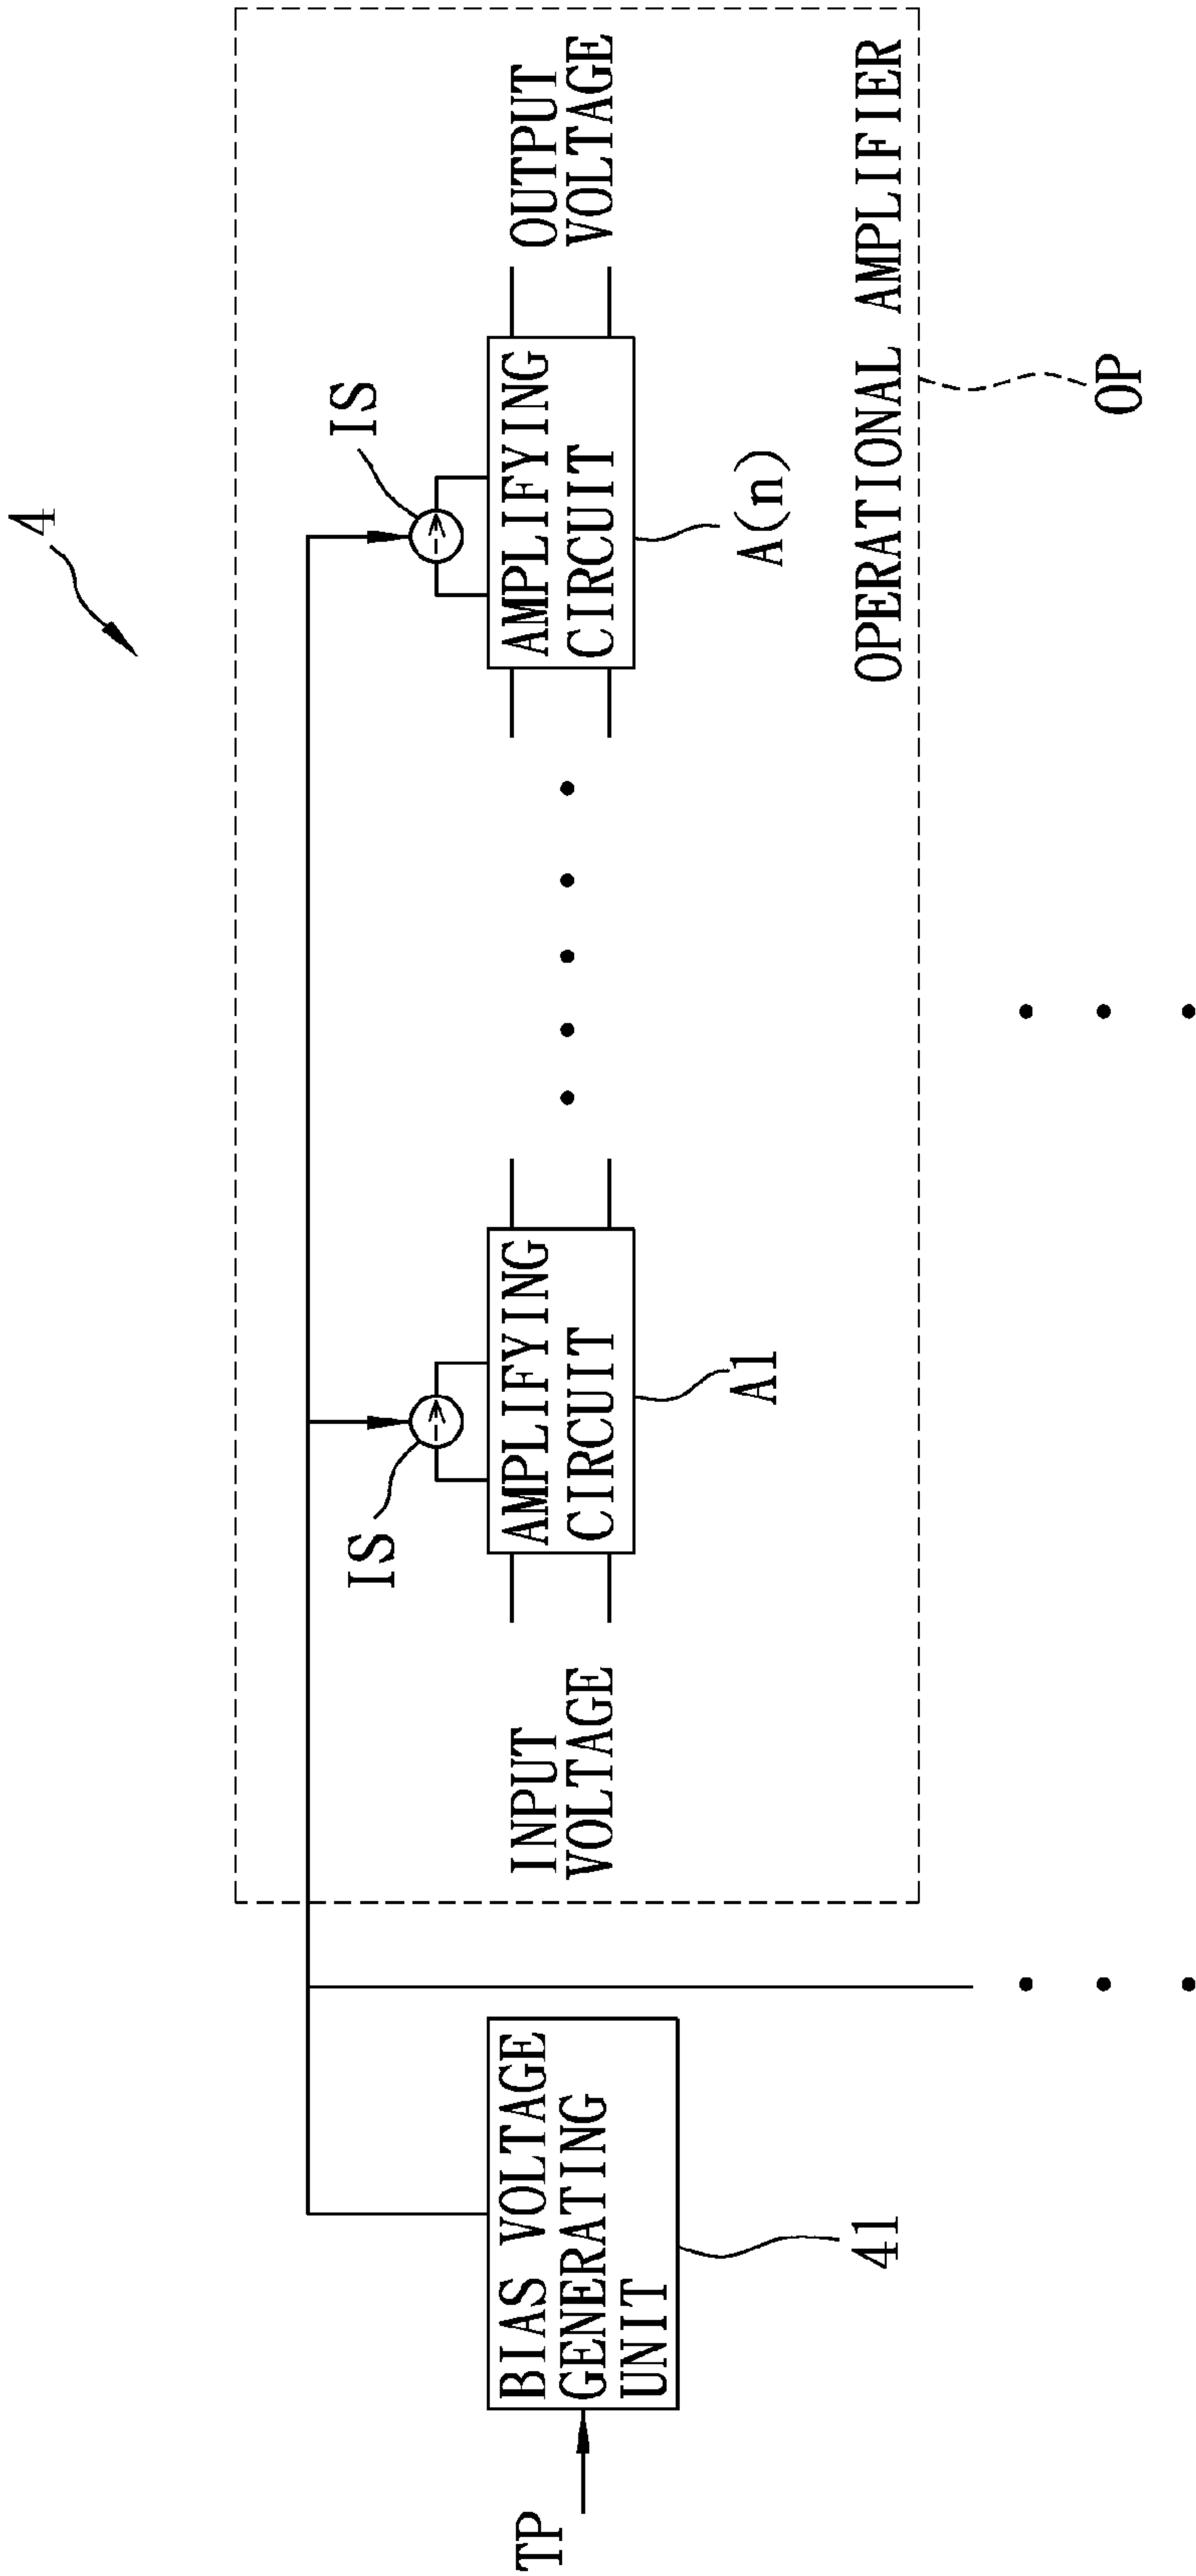 4
TP
BIAS VOLTAGE
GENERATING
UNIT
41
INPUT
VOLTAGE
IS
AMPLIFYING
CIRCUIT
A1
IS
AMPLIFYING
CIRCUIT
A(n)
OUTPUT
VOLTAGE
OPERATIONAL AMPLIFIER
OP